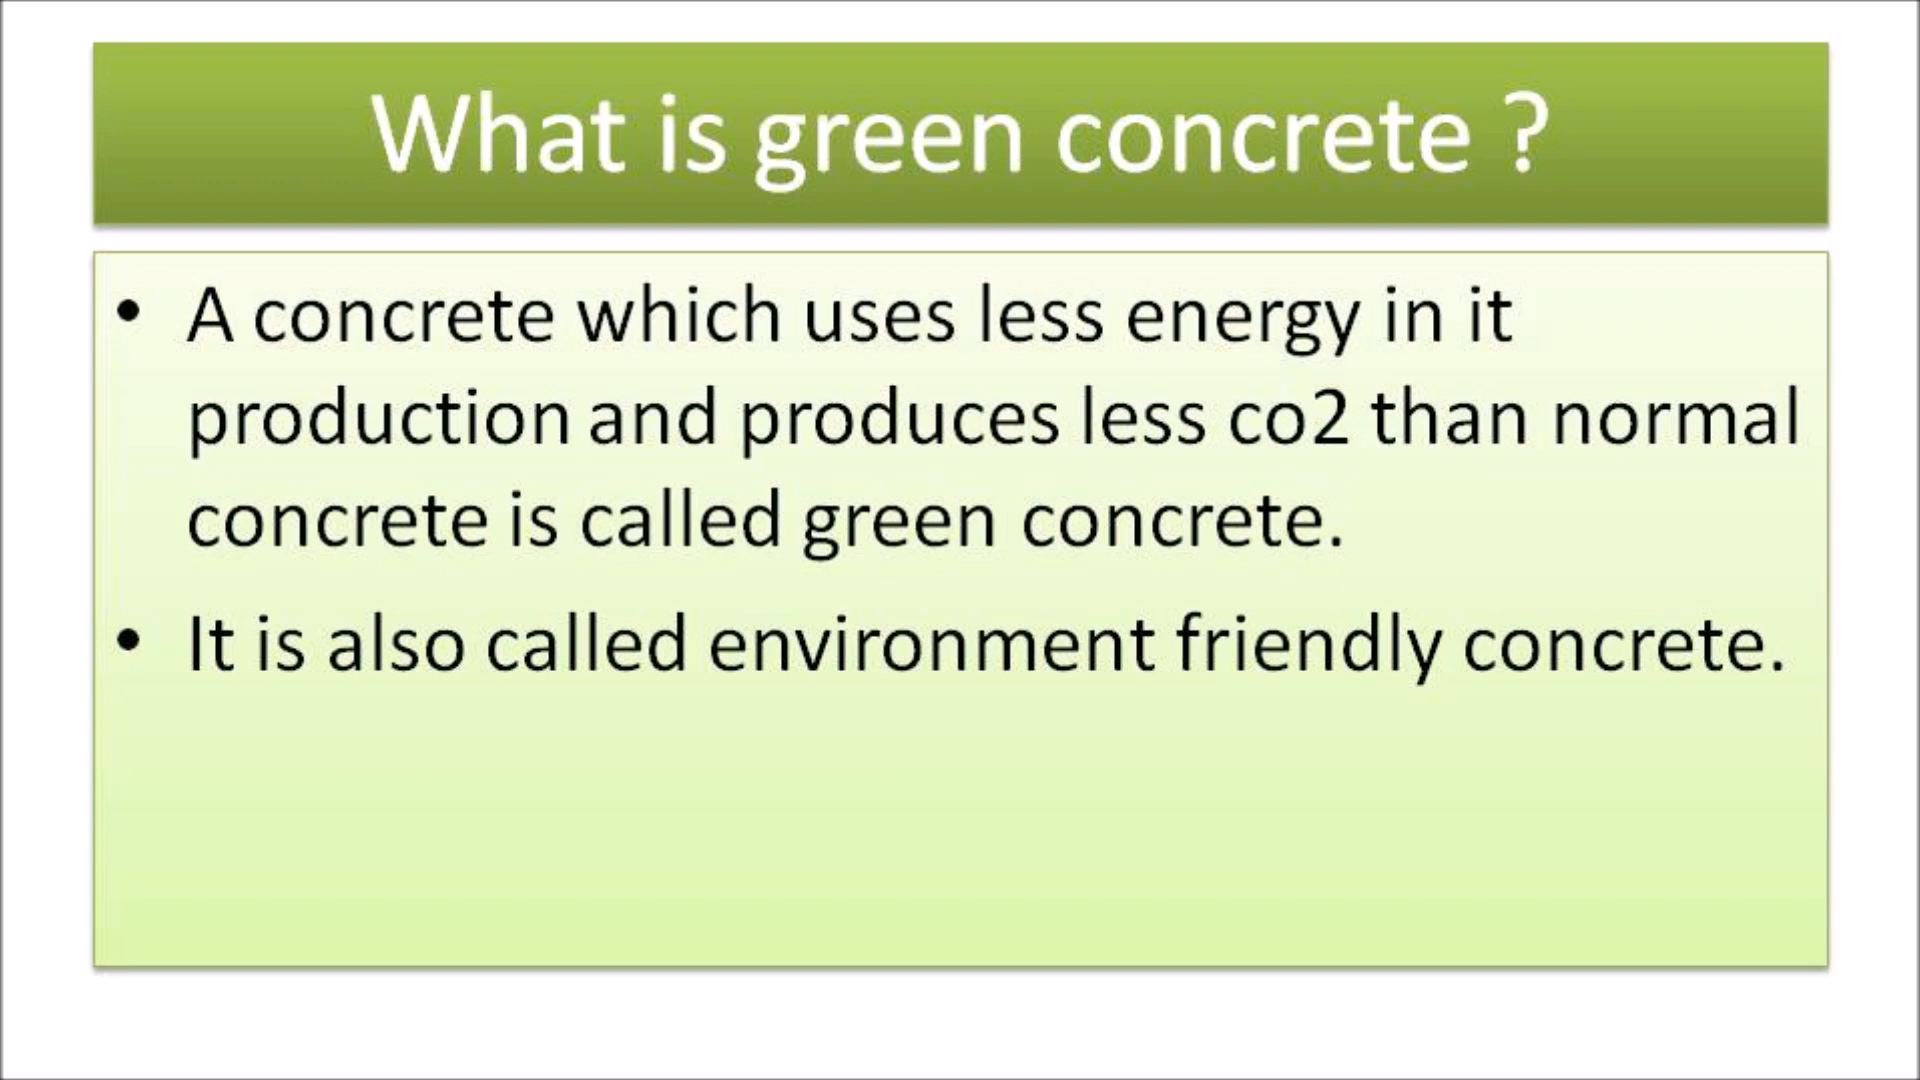 What is green concrete ?
• A concrete which uses less energy in it
production and produces less co2 than normal
concrete is called green concrete.
• It is also called environment friendly concrete.